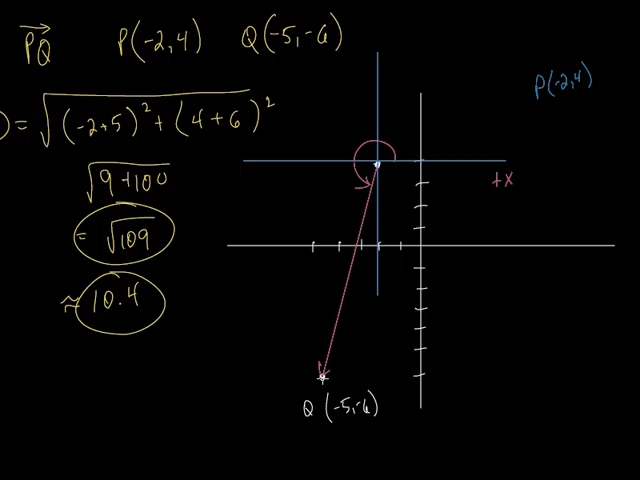 PQ P(-2,4) Q(-5,-6)
) = √(-2+5)² + (4+6)²
√9+100
= √109
≈ 10.4
P(-2,4)
+x
Q (-5,-6)